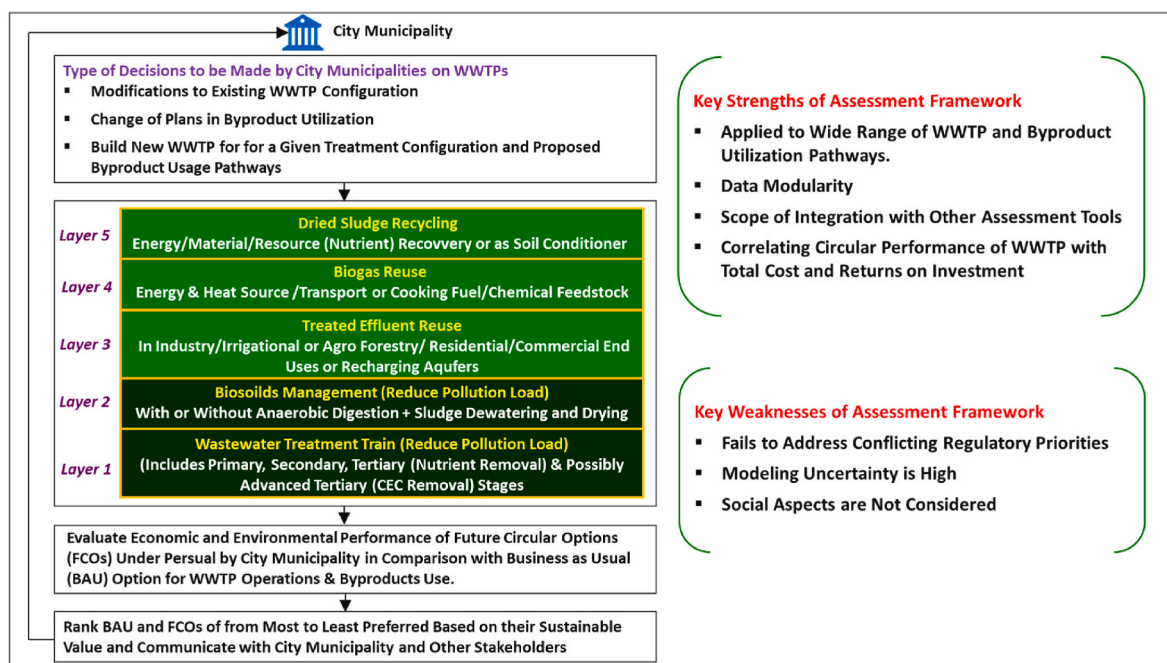 City Municipality
Type of Decisions to be Made by City Municipalities on WWTPs
▪ Modifications to Existing WWTP Configuration
▪ Change of Plans in Byproduct Utilization
▪ Build New WWTP for for a Given Treatment Configuration and Proposed
Byproduct Usage Pathways
Layer 5
Dried Sludge Recycling
Energy/Material/Resource (Nutrient) Recovvery or as Soil Conditioner
Layer 4
Biogas Reuse
Energy & Heat Source /Transport or Cooking Fuel/Chemical Feedstock
Layer 3
Treated Effluent Reuse
In Industry/Irrigational or Agro Forestry/ Residential/Commercial End
Uses or Recharging Aqufers
Layer 2
Biosoilds Management (Reduce Pollution Load)
With or Without Anaerobic Digestion + Sludge Dewatering and Drying
Layer 1
Wastewater Treatment Train (Reduce Pollution Load)
(Includes Primary, Secondary, Tertiary (Nutrient Removal) & Possibly
Advanced Tertiary (CEC Removal) Stages
Evaluate Economic and Environmental Performance of Future Circular Options
(FCOs) Under Persual by City Municipality in Comparison with Business as Usual
(BAU) Option for WWTP Operations & Byproducts Use.
Rank BAU and FCOs of from Most to Least Preferred Based on their Sustainable
Value and Communicate with City Municipality and Other Stakeholders
Key Strengths of Assessment Framework
▪ Applied to Wide Range of WWTP and Byproduct
Utilization Pathways.
▪ Data Modularity
▪ Scope of Integration with Other Assessment Tools
▪ Correlating Circular Performance of WWTP with
Total Cost and Returns on Investment
Key Weaknesses of Assessment Framework
▪ Fails to Address Conflicting Regulatory Priorities
▪ Modeling Uncertainty is High
▪ Social Aspects are Not Considered